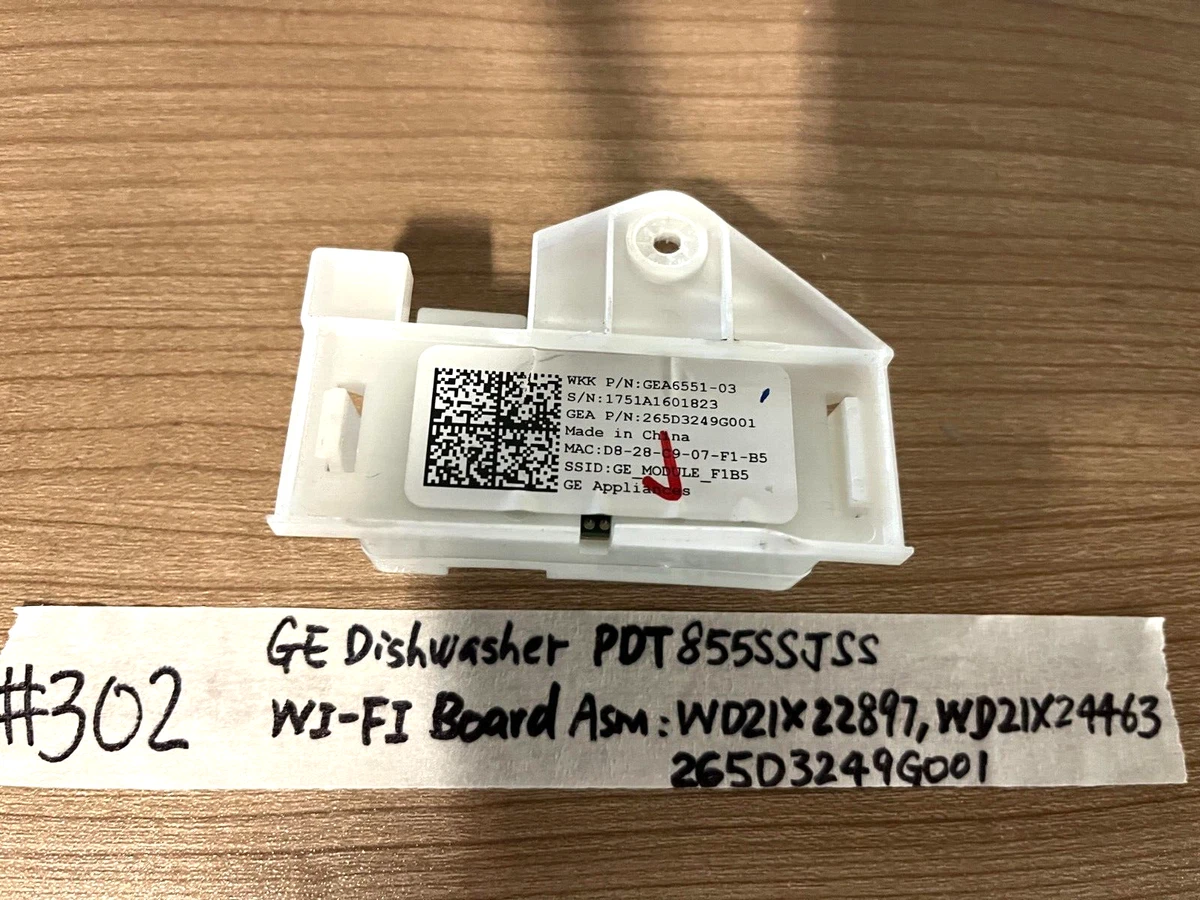 WKK P/N:GEA6551-03
S/N:1751A1601823
GEA P/N:265D3249G001
Made in China
MAC:D8-28-C9-07-F1-B5
SSID:GE_MODULE_F1B5
GE Appliances
#302
GE Dishwasher PDT855SSJSS
WI-FI Board Asm: WD21X22897, WD21X24463
265D3249G001